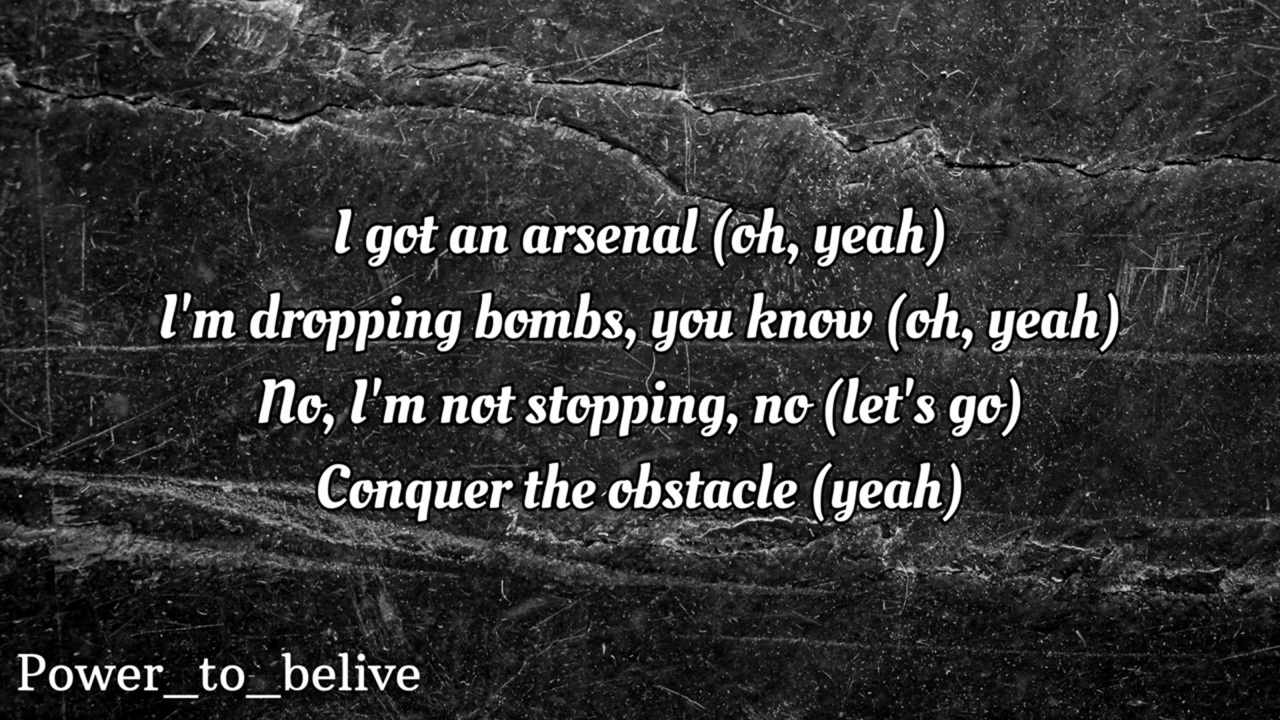 I got an arsenal (oh, yeah)
I'm dropping bombs, you know (oh, yeah)
No, I'm not stopping, no (let's go)
Conquer the obstacle (yeah)
Power_to_belive